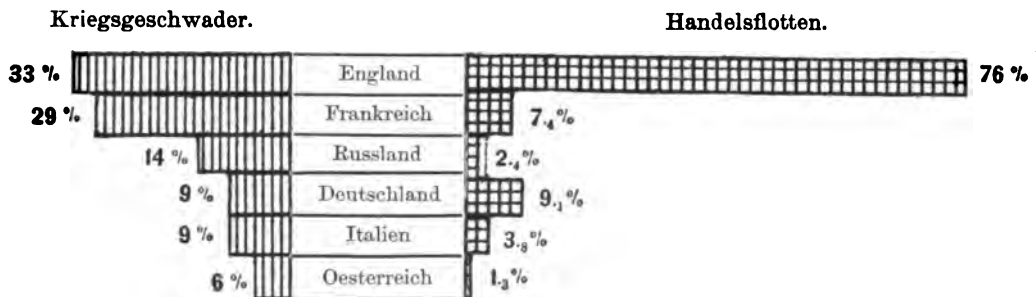 Kriegsgeschwader. Handelsflotten.
33 % England 76 %
29 % Frankreich 7.4 %
14 % Russland 2.4 %
9 % Deutschland 9.1 %
9 % Italien 3.8 %
6 % Oesterreich 1.3 %